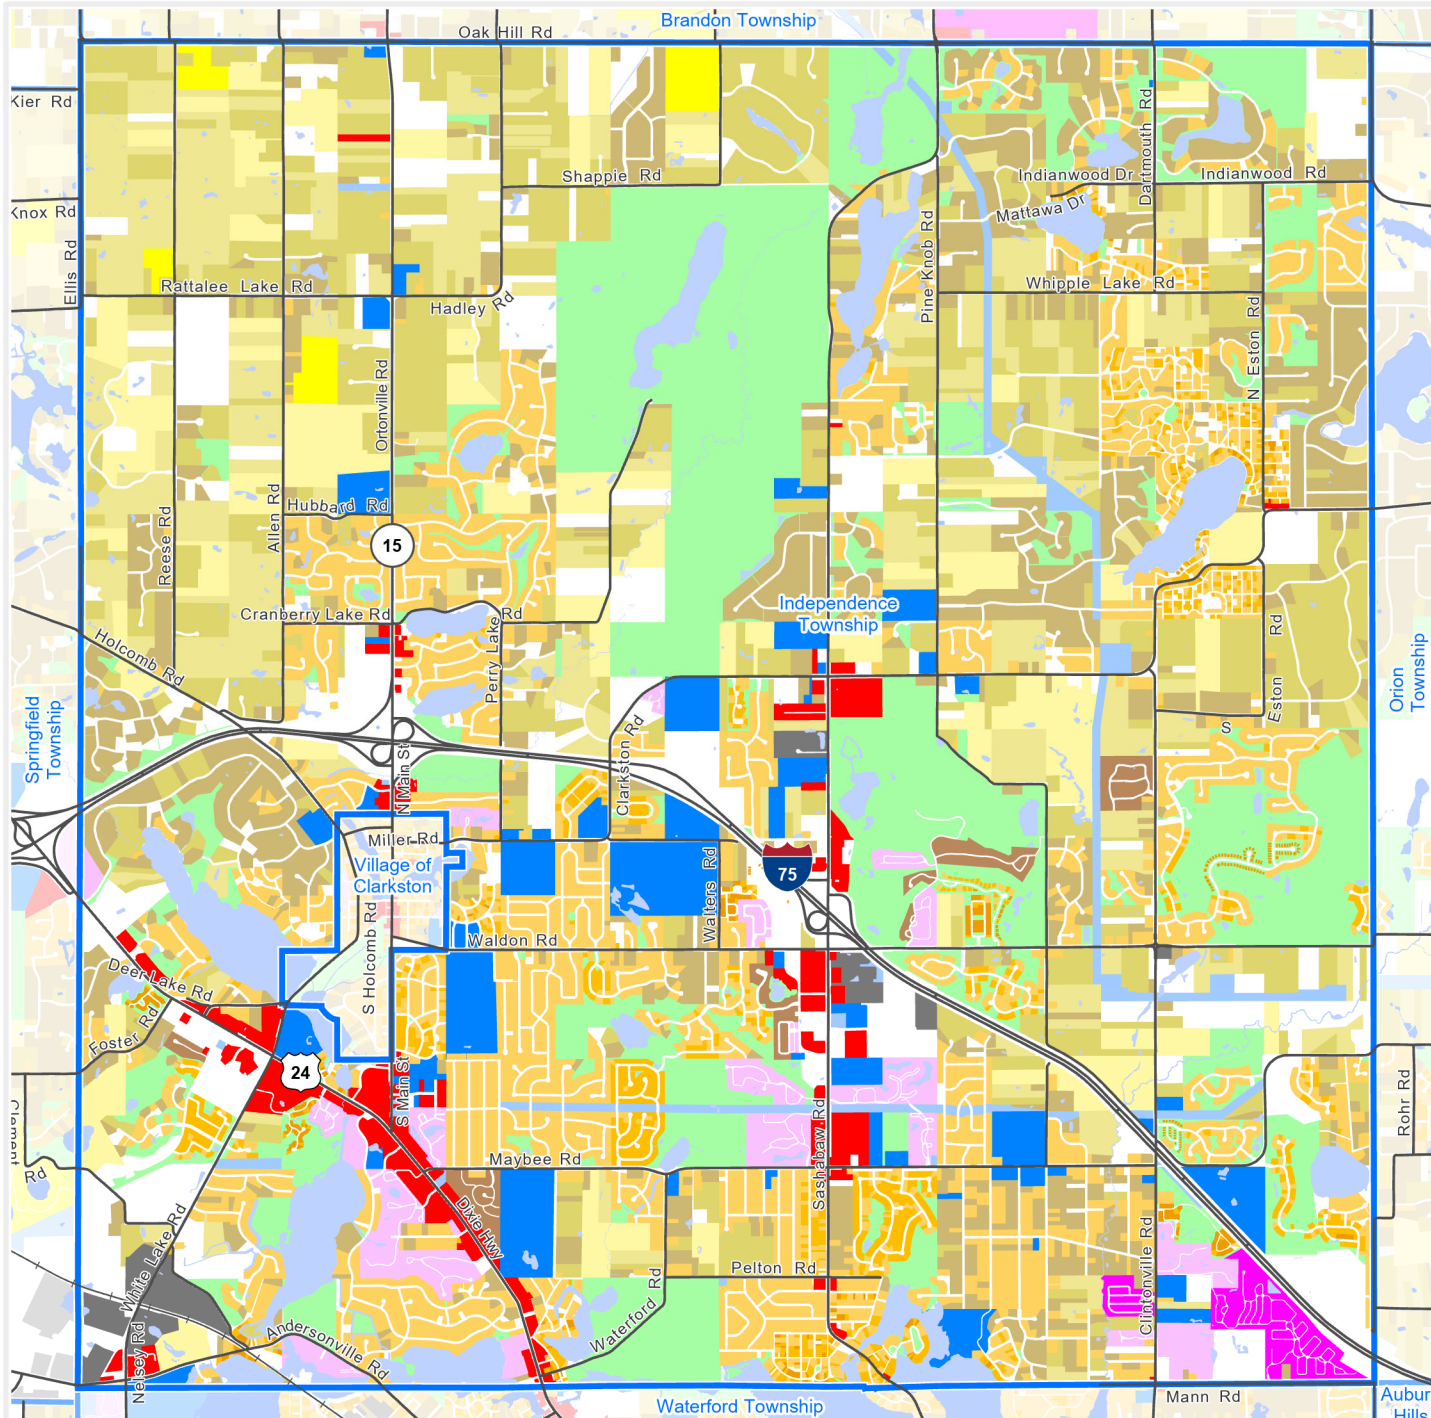 Brandon Township
Oak Hill Rd
Kier Rd
Dartmouth Rd
Shappie Rd
Indianwood Dr
Indianwood Rd
Knox Rd
Mattawa Dr
Ellis Rd
Pine Knob Rd
Rattalee Lake Rd
Hadley Rd
Whipple Lake Rd
N Eston Rd
Ortonville Rd
Hubbard Rd
Allen Rd
Reese Rd
15
Cranberry Lake Rd
Perry Lake Rd
Independence
Township
Holcomb Rd
Springfield
Township
Orion
Township
S Eston Rd
Clarkston Rd
N Main St
Miller Rd
Village of
Clarkston
Walters Rd
75
S Holcomb Rd
Waldon Rd
Deer Lake Rd
Foster Rd
24
S Main St
Sashabaw Rd
Rohr Rd
Clement Rd
Maybee Rd
White Lake Rd
Dixie Hwy
Clintonville Rd
Pelton Rd
Waterford Rd
Andersonville Rd
Nelsey Rd
Mann Rd
Waterford Township
Auburn
Hills